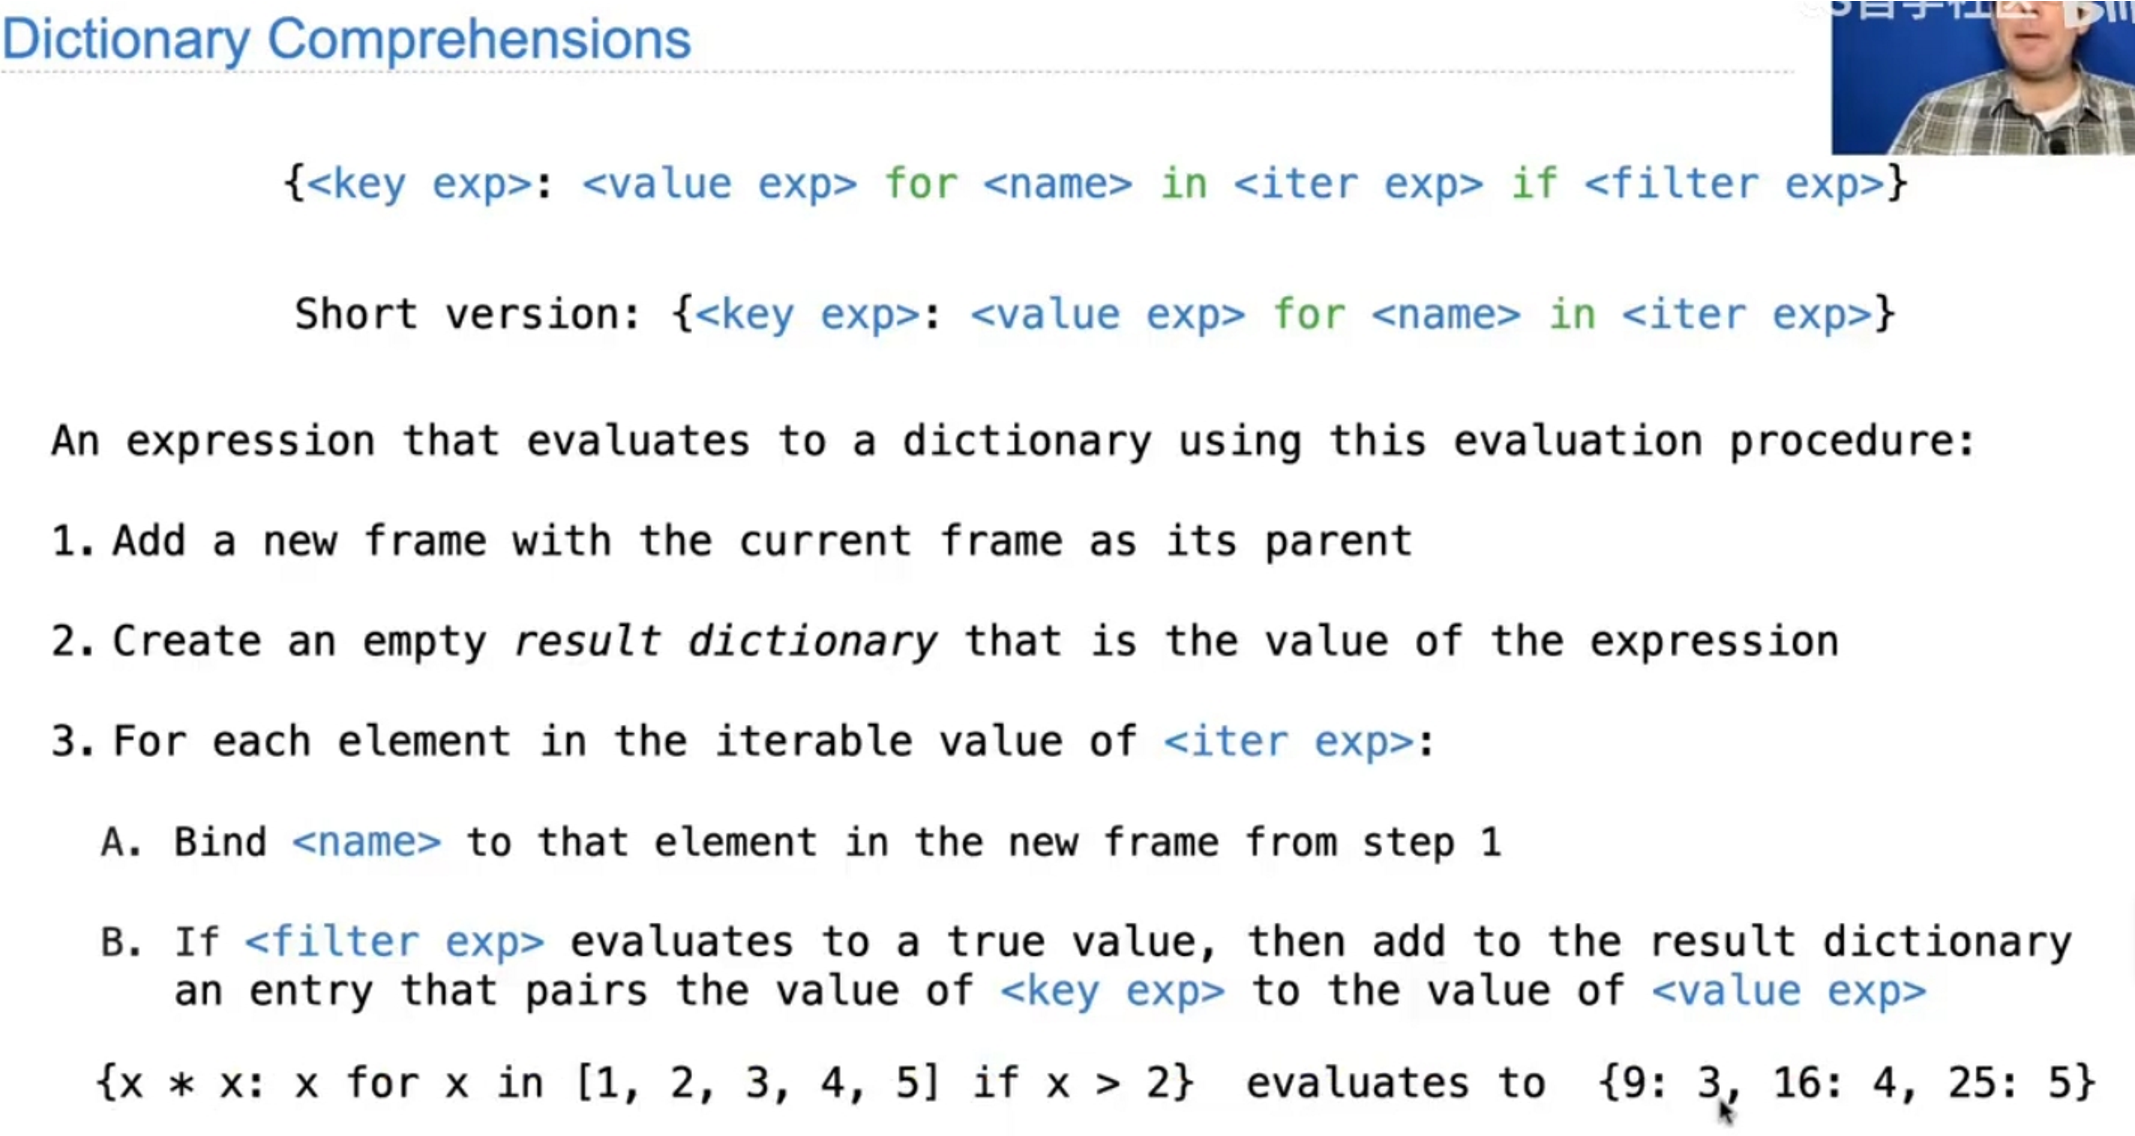 Dictionary Comprehensions
{<key exp>: <value exp> for <name> in <iter exp> if <filter exp>}
Short version: {<key exp>: <value exp> for <name> in <iter exp>}
An expression that evaluates to a dictionary using this evaluation procedure:
1. Add a new frame with the current frame as its parent
2. Create an empty result dictionary that is the value of the expression
3. For each element in the iterable value of <iter exp>:
A. Bind <name> to that element in the new frame from step 1
B. If <filter exp> evaluates to a true value, then add to the result dictionary
an entry that pairs the value of <key exp> to the value of <value exp>
{x * x: x for x in [1, 2, 3, 4, 5] if x > 2} evaluates to {9: 3, 16: 4, 25: 5}